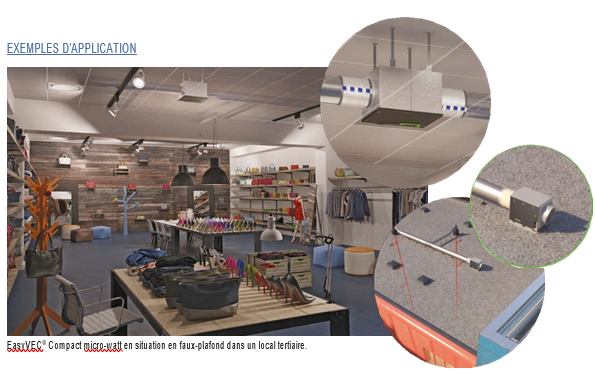 EXEMPLES D'APPLICATION
EasyVEC® Compact micro-watt en situation en faux-plafond dans un local tertiaire.